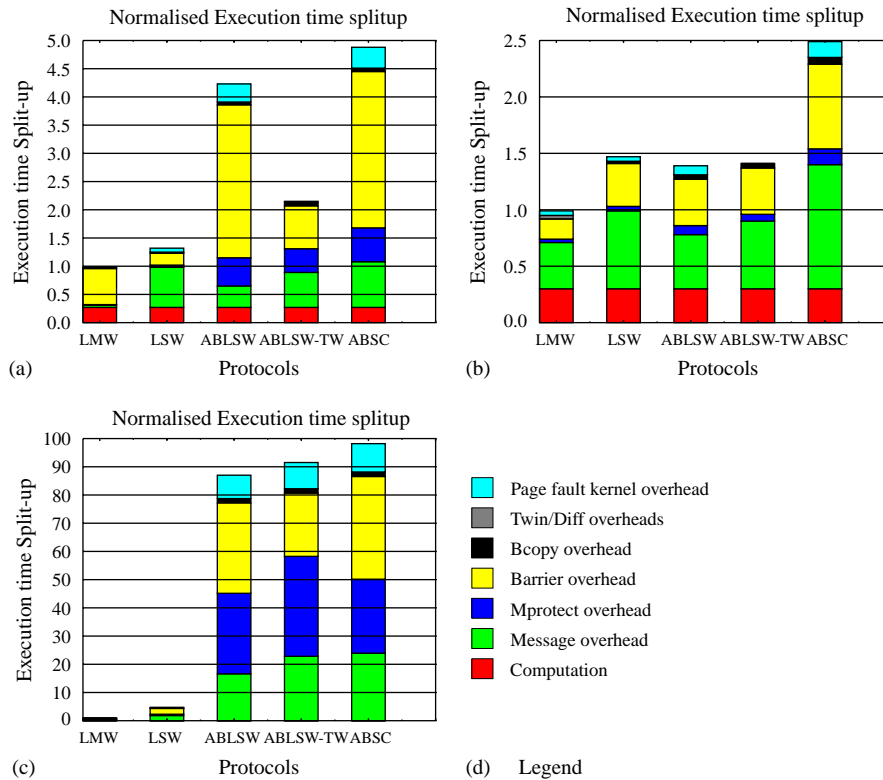 Normalised Execution time splitup
5.0
4.5
4.0
3.5
3.0
2.5
2.0
1.5
1.0
0.5
0.0
Execution time Split-up
LMW LSW ABLSW ABLSW-TW ABSC
(a) Protocols
Normalised Execution time splitup
2.5
2.0
1.5
1.0
0.5
0.0
Execution time Split-up
LMW LSW ABLSW ABLSW-TW ABSC
(b) Protocols
Normalised Execution time splitup
100
90
80
70
60
50
40
30
20
10
0
Execution time Split-up
LMW LSW ABLSW ABLSW-TW ABSC
(c) Protocols
Page fault kernel overhead
Twin/Diff overheads
Bcopy overhead
Barrier overhead
Mprotect overhead
Message overhead
Computation
(d) Legend